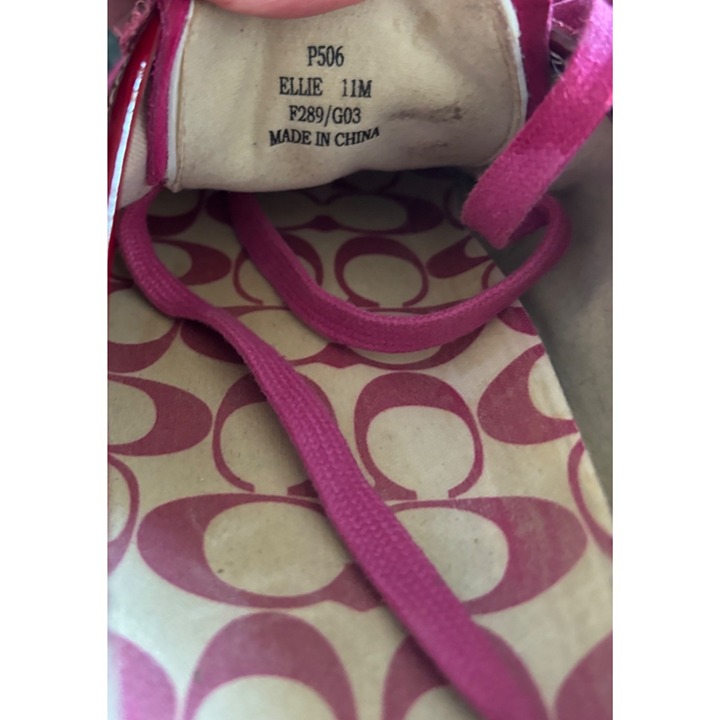 P506
ELLIE 11M
F289/G03
MADE IN CHINA